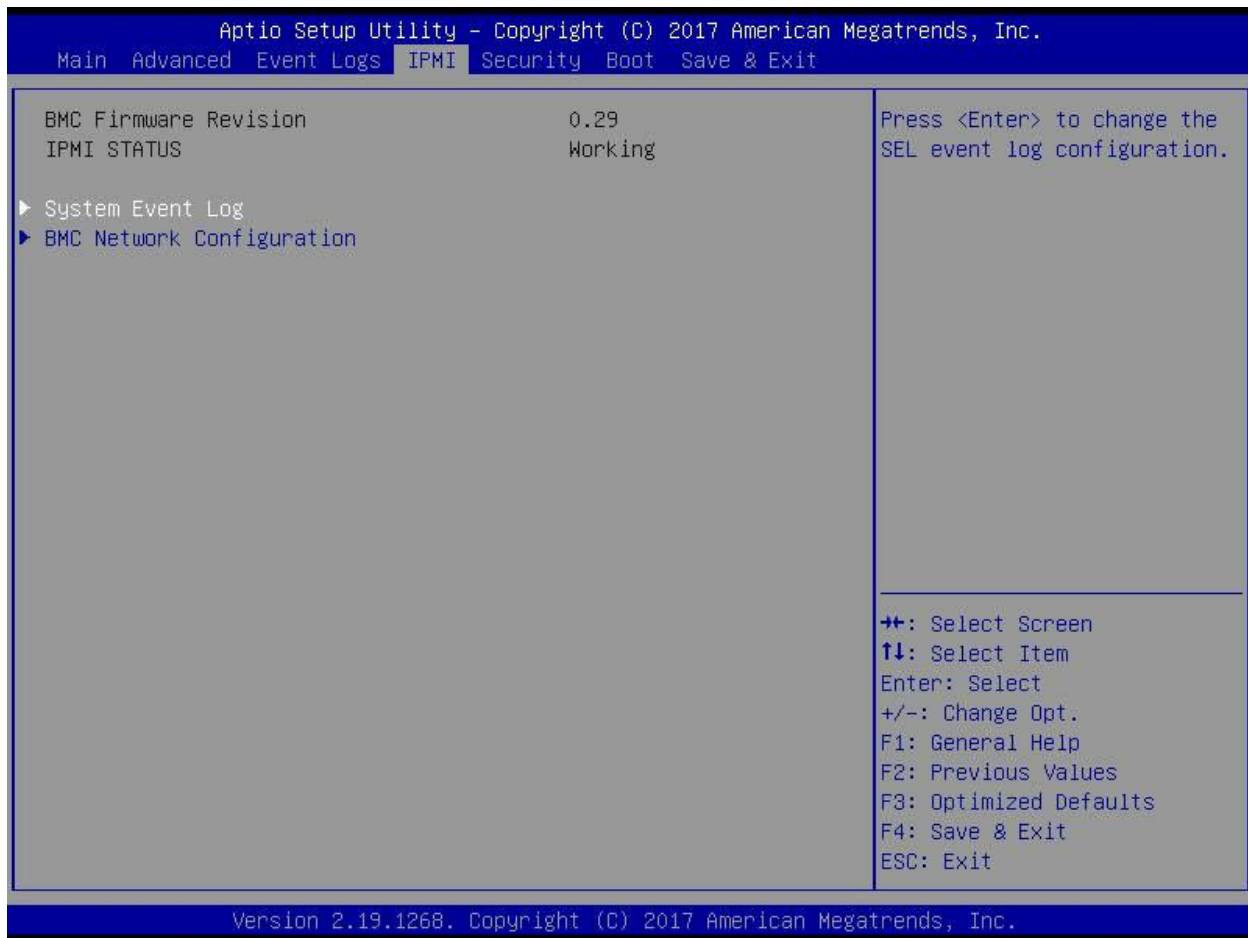 Aptio Setup Utility – Copyright (C) 2017 American Megatrends, Inc.
Main Advanced Event Logs IPMI Security Boot Save & Exit
BMC Firmware Revision 0.29
IPMI STATUS Working
▶ System Event Log
▶ BMC Network Configuration
Press <Enter> to change the
SEL event log configuration.
→←: Select Screen
↑↓: Select Item
Enter: Select
+/-: Change Opt.
F1: General Help
F2: Previous Values
F3: Optimized Defaults
F4: Save & Exit
ESC: Exit
Version 2.19.1268. Copyright (C) 2017 American Megatrends, Inc.